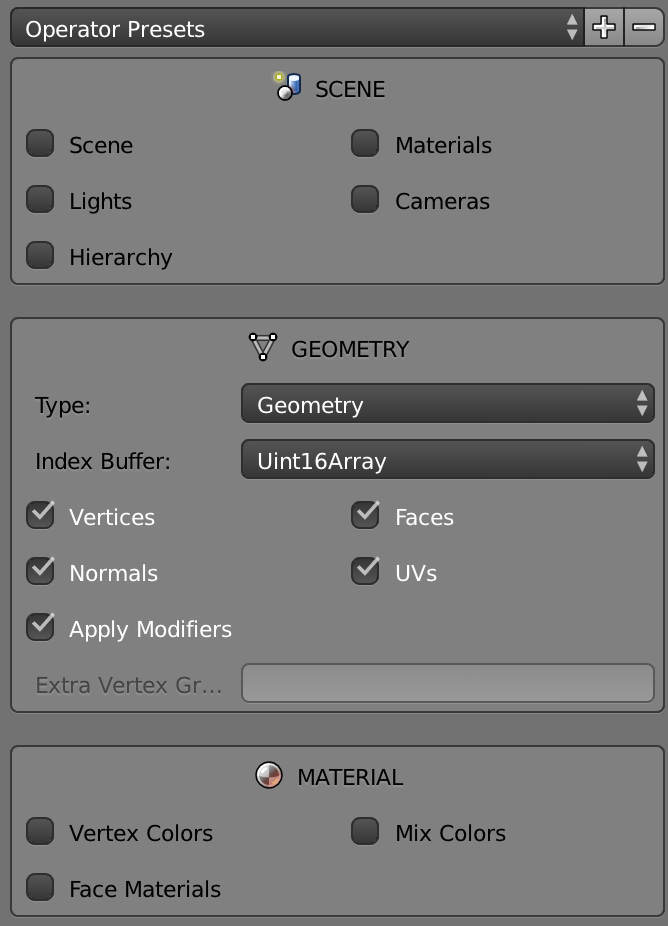 Operator Presets
SCENE
Scene Materials
Lights Cameras
Hierarchy
GEOMETRY
Type: Geometry
Index Buffer: Uint16Array
Vertices Faces
Normals UVs
Apply Modifiers
Extra Vertex Gr...
MATERIAL
Vertex Colors Mix Colors
Face Materials